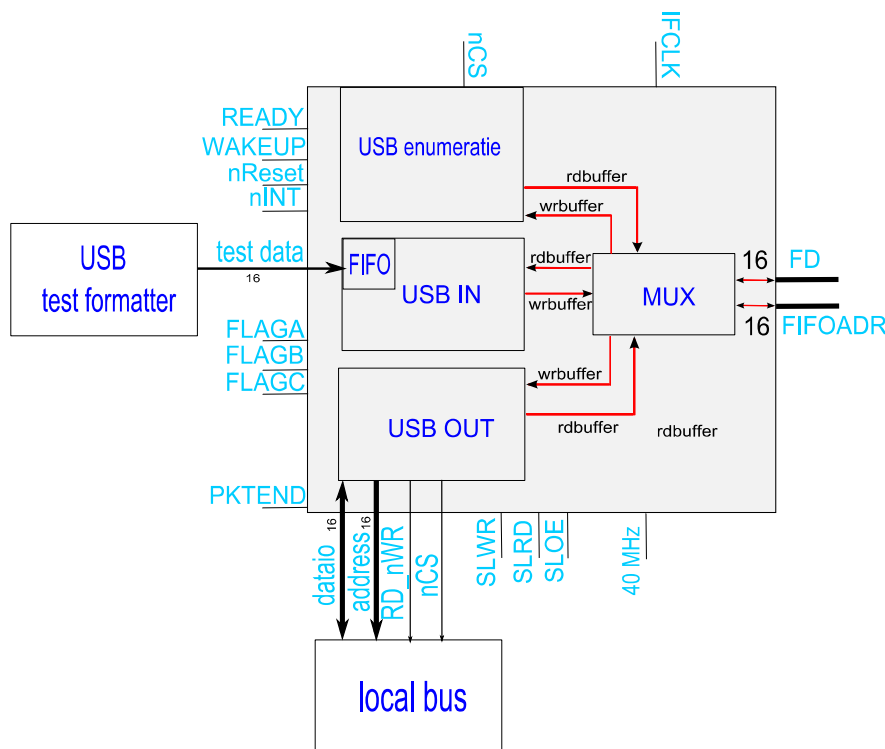 nCS
IFCLK
READY
WAKEUP
nReset
nINT
USB enumeratie
rdbuffer
wrbuffer
USB
test formatter
test data
16
FIFO
USB IN
rdbuffer
wrbuffer
MUX
16
FD
16
FIFOADR
FLAGA
FLAGB
FLAGC
wrbuffer
USB OUT
rdbuffer
rdbuffer
PKTEND
16
dataio
16
address
RD_nWR
nCS
SLWR
SLRD
SLOE
40 MHz
local bus